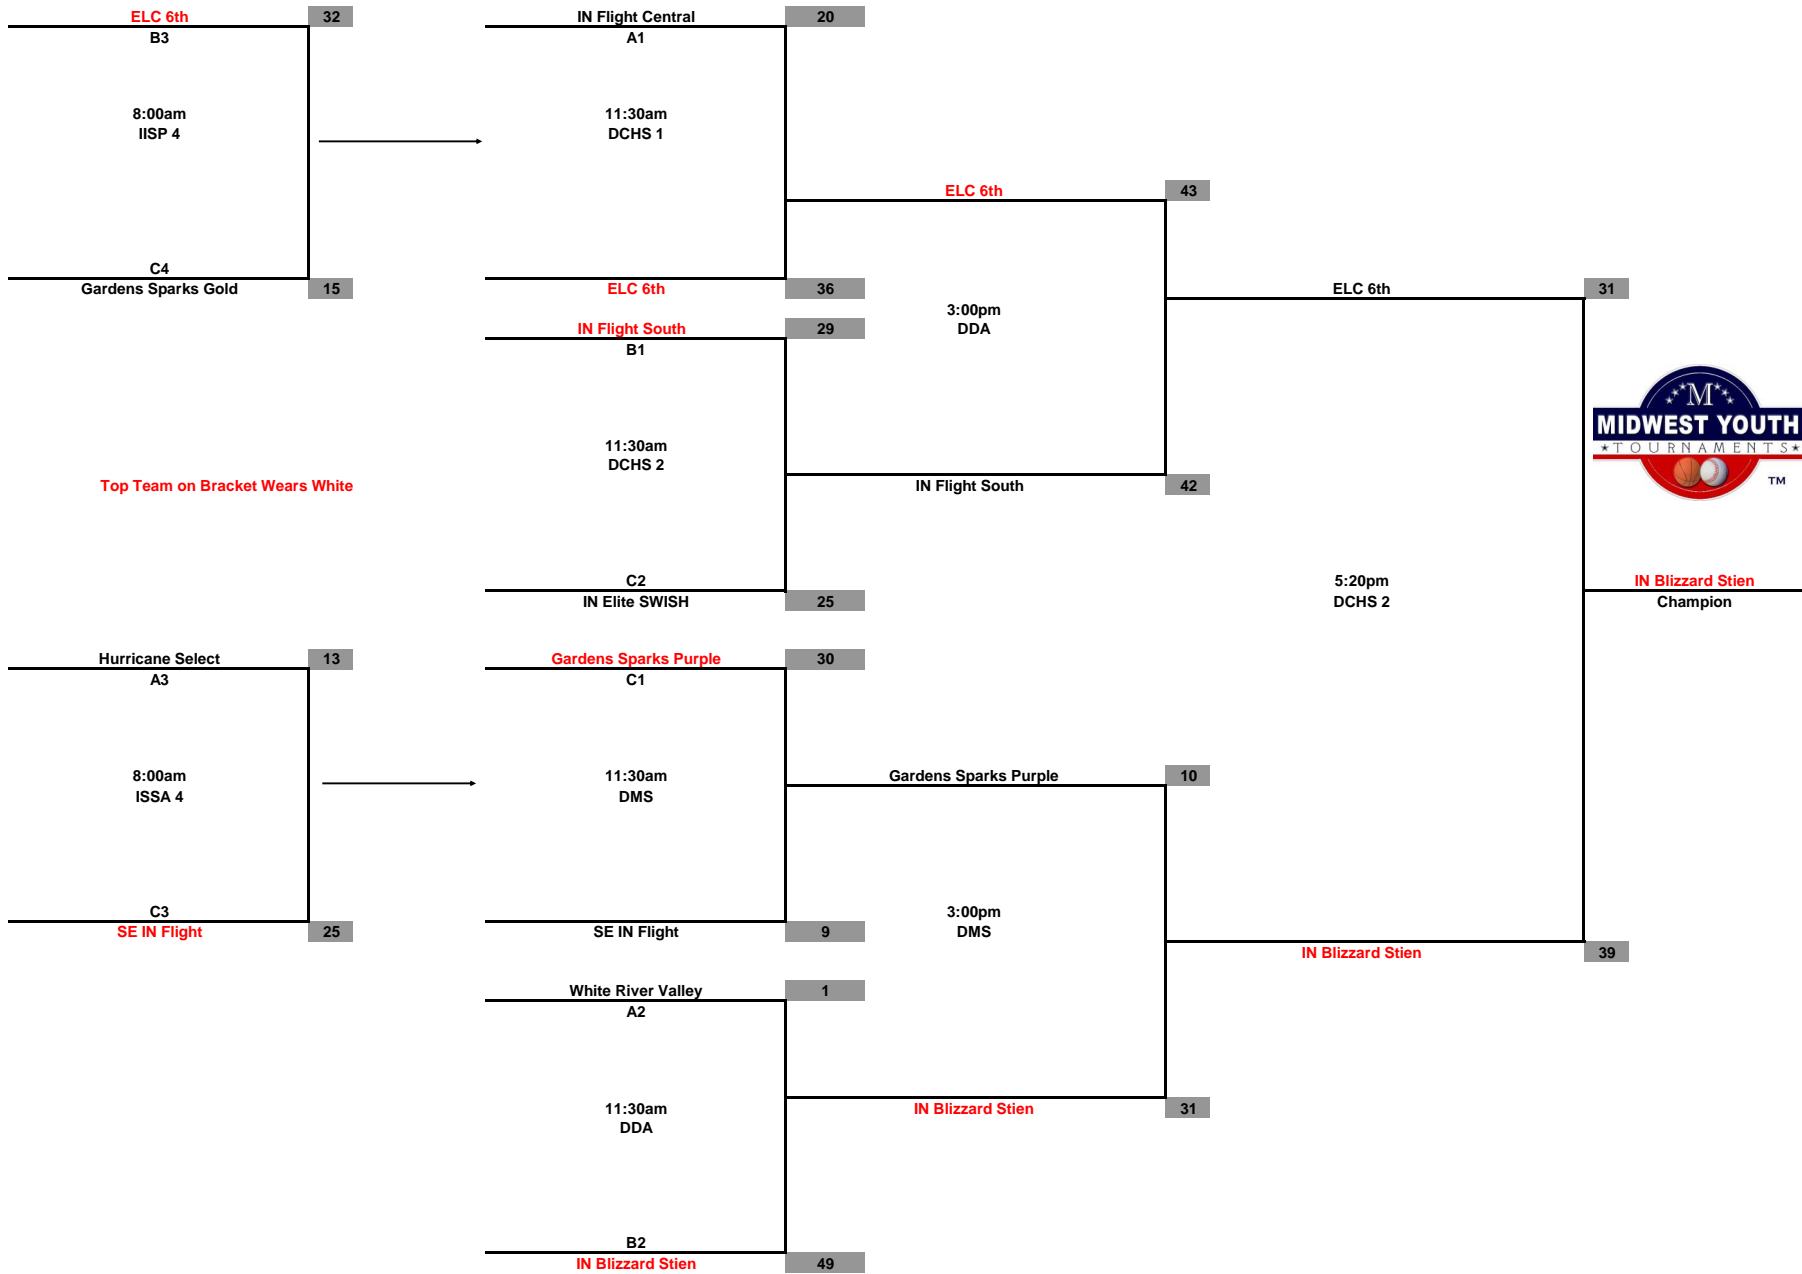 ELC 6th 32
B3
8:00am
IISP 4
C4
Gardens Sparks Gold 15
IN Flight Central 20
A1
11:30am
DCHS 1
ELC 6th 36
IN Flight South 29
B1
11:30am
DCHS 2
C2
IN Elite SWISH 25
ELC 6th 43
3:00pm
DDA
IN Flight South 42
Top Team on Bracket Wears White
Hurricane Select 13
A3
8:00am
ISSA 4
C3
SE IN Flight 25
Gardens Sparks Purple 30
C1
11:30am
DMS
SE IN Flight 9
White River Valley 1
A2
11:30am
DDA
B2
IN Blizzard Stien 49
Gardens Sparks Purple 10
3:00pm
DMS
IN Blizzard Stien 31
ELC 6th 31
5:20pm
DCHS 2
IN Blizzard Stien 39
M
MIDWEST YOUTH
TOURNAMENTS
TM
IN Blizzard Stien
Champion